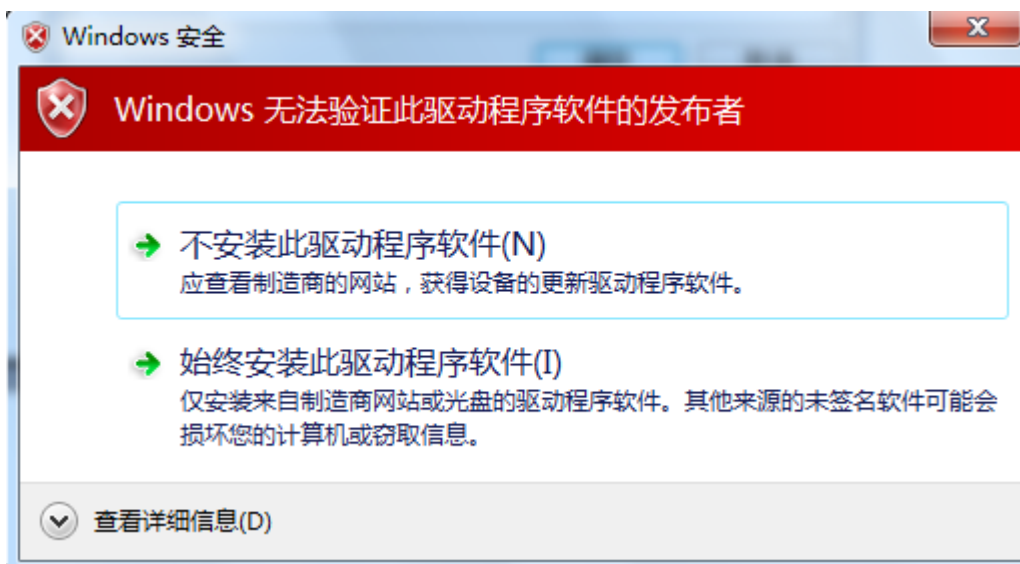 Windows 安全
Windows 无法验证此驱动程序软件的发布者
不安装此驱动程序软件(N)
应查看制造商的网站，获得设备的更新驱动程序软件。
始终安装此驱动程序软件(I)
仅安装来自制造商网站或光盘的驱动程序软件。其他来源的未签名软件可能会
损坏您的计算机或窃取信息。
查看详细信息(D)